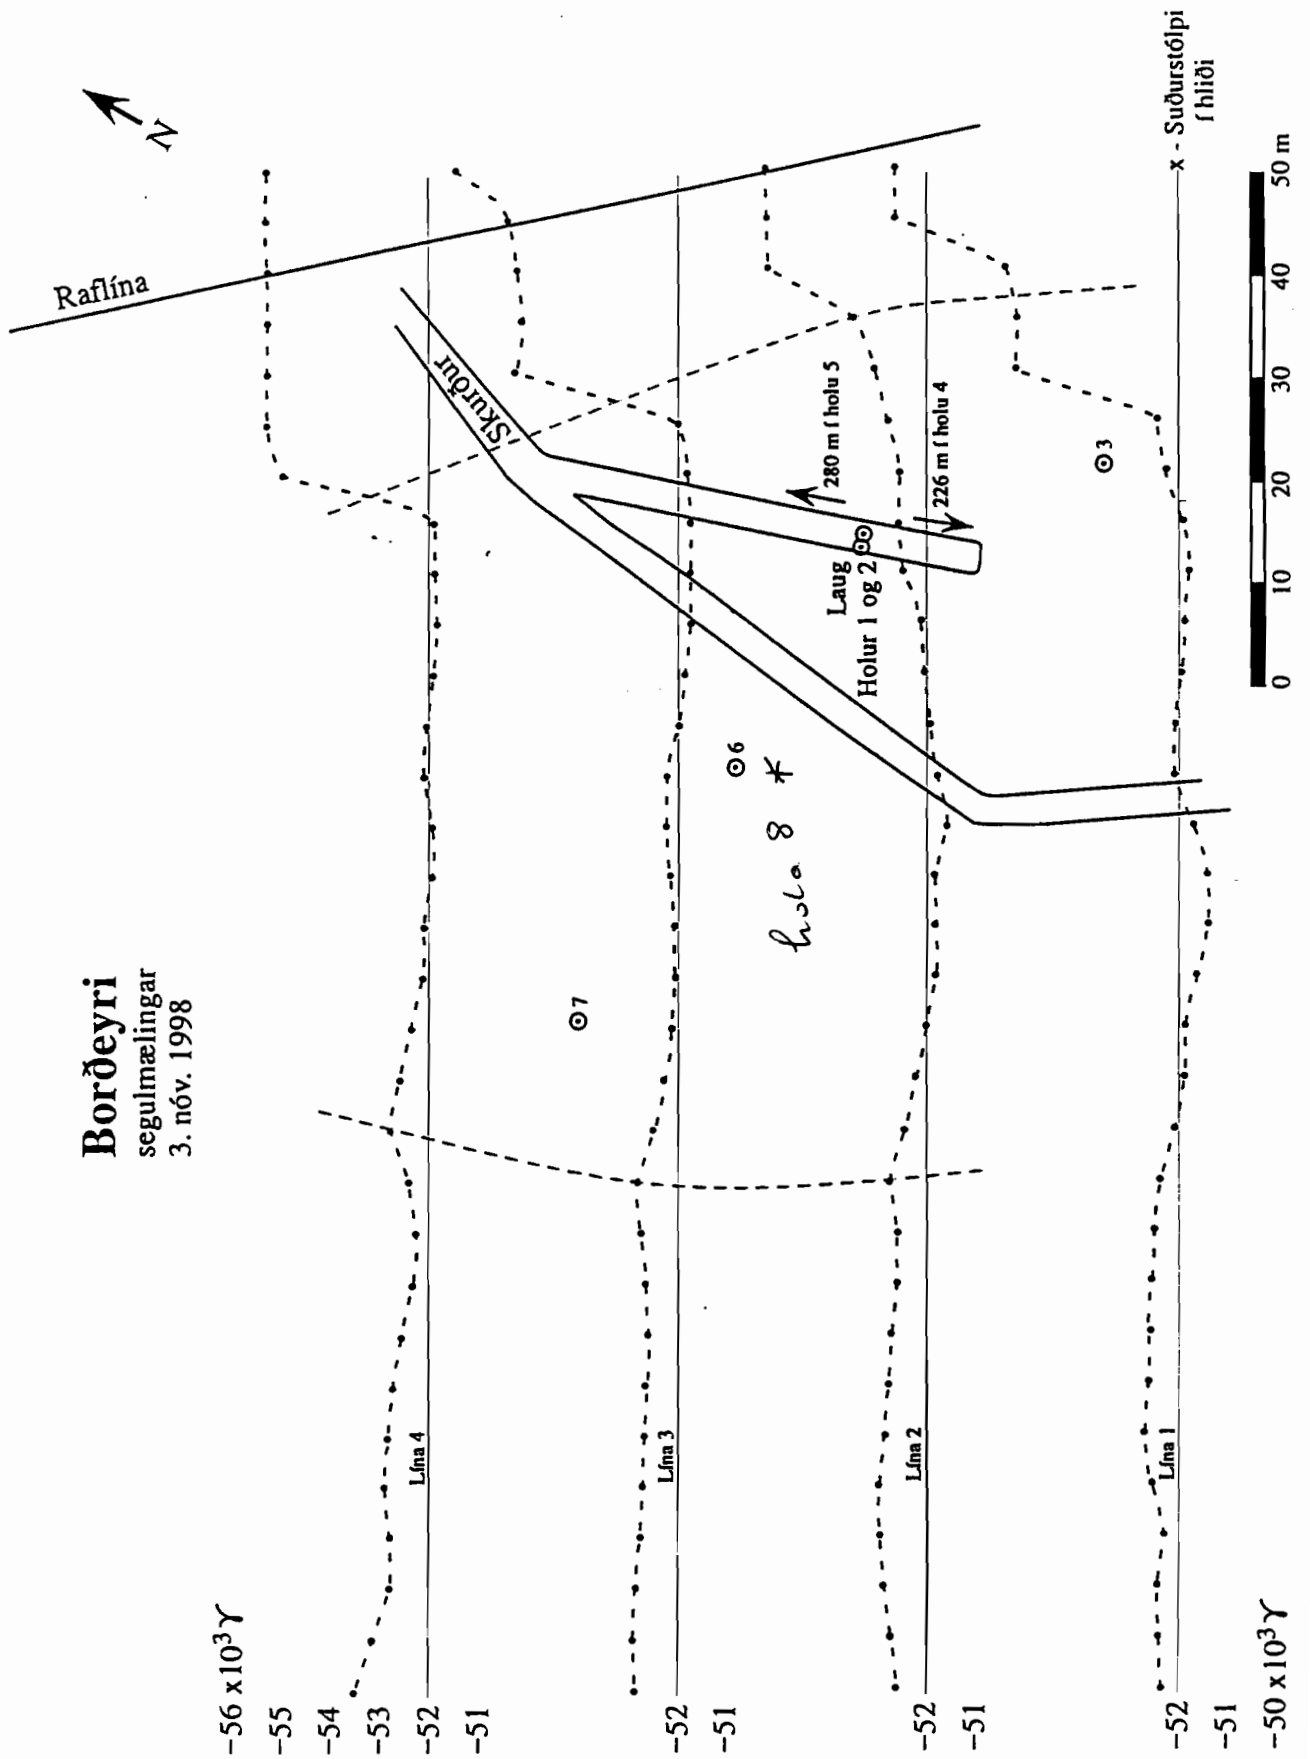 Borðeyri
segulmælingar
3. nóv. 1998
N
Raflína
Skurður
280 m í holu 5
226 m í holu 4
Laug
Holur 1 og 2
3
6
7
hola 8 *
x - Suðurstólpi
í hliði
Lína 4
Lína 3
Lína 2
Lína 1
-56 x10³γ
-55
-54
-53
-52
-51
-52
-51
-52
-51
-52
-51
-50 x10³γ
0 10 20 30 40 50 m